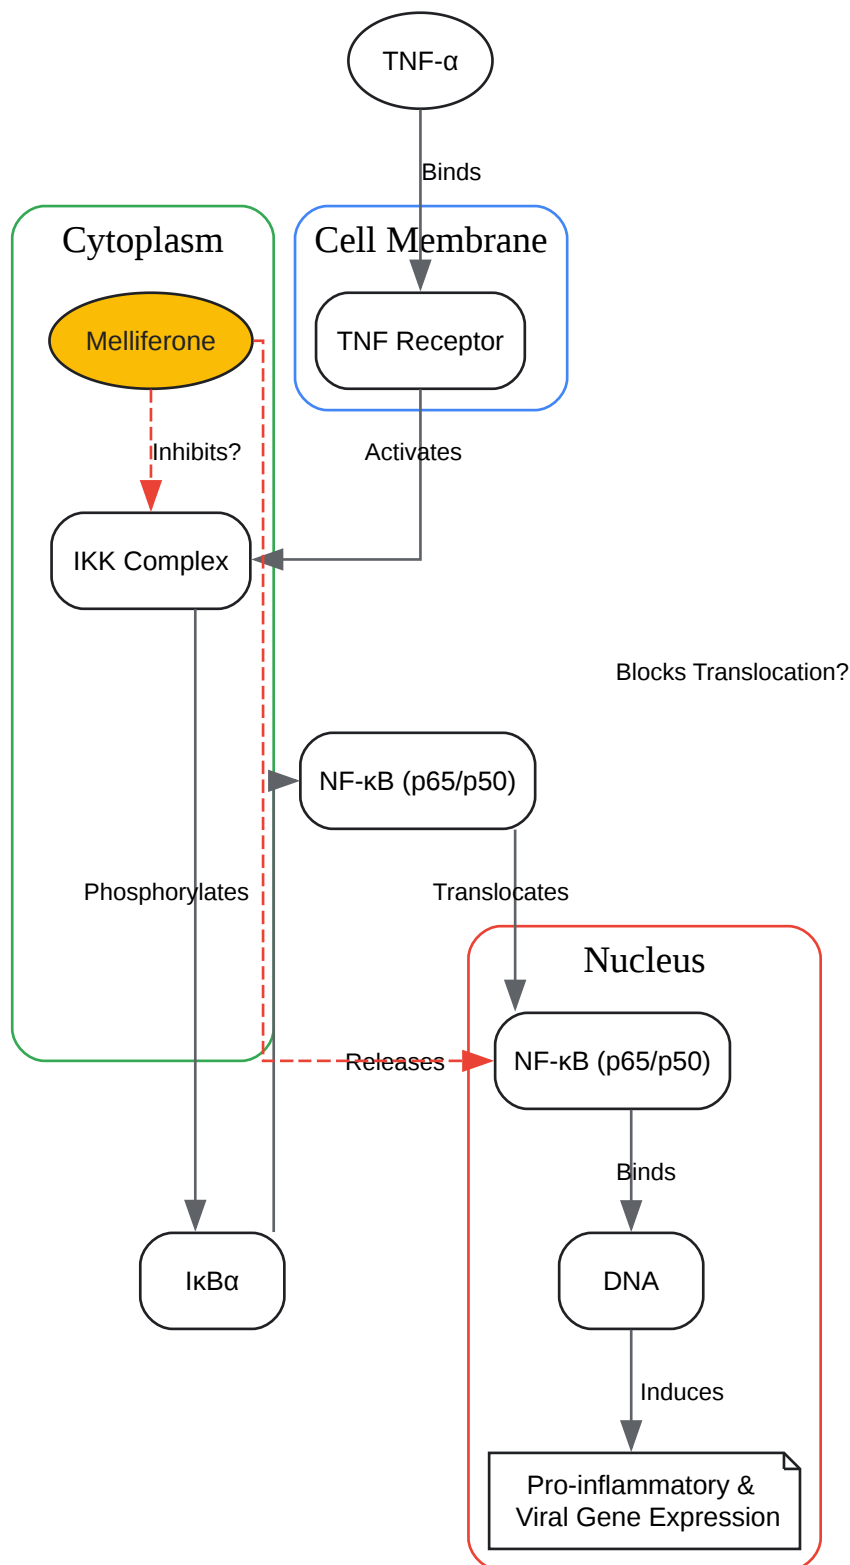 TNF-α
Binds
Cytoplasm
Cell Membrane
Melliferone
TNF Receptor
Inhibits?
Activates
IKK Complex
Blocks Translocation?
NF-κB (p65/p50)
Phosphorylates
Translocates
Nucleus
Releases
NF-κB (p65/p50)
Binds
IκBα
DNA
Induces
Pro-inflammatory &
Viral Gene Expression